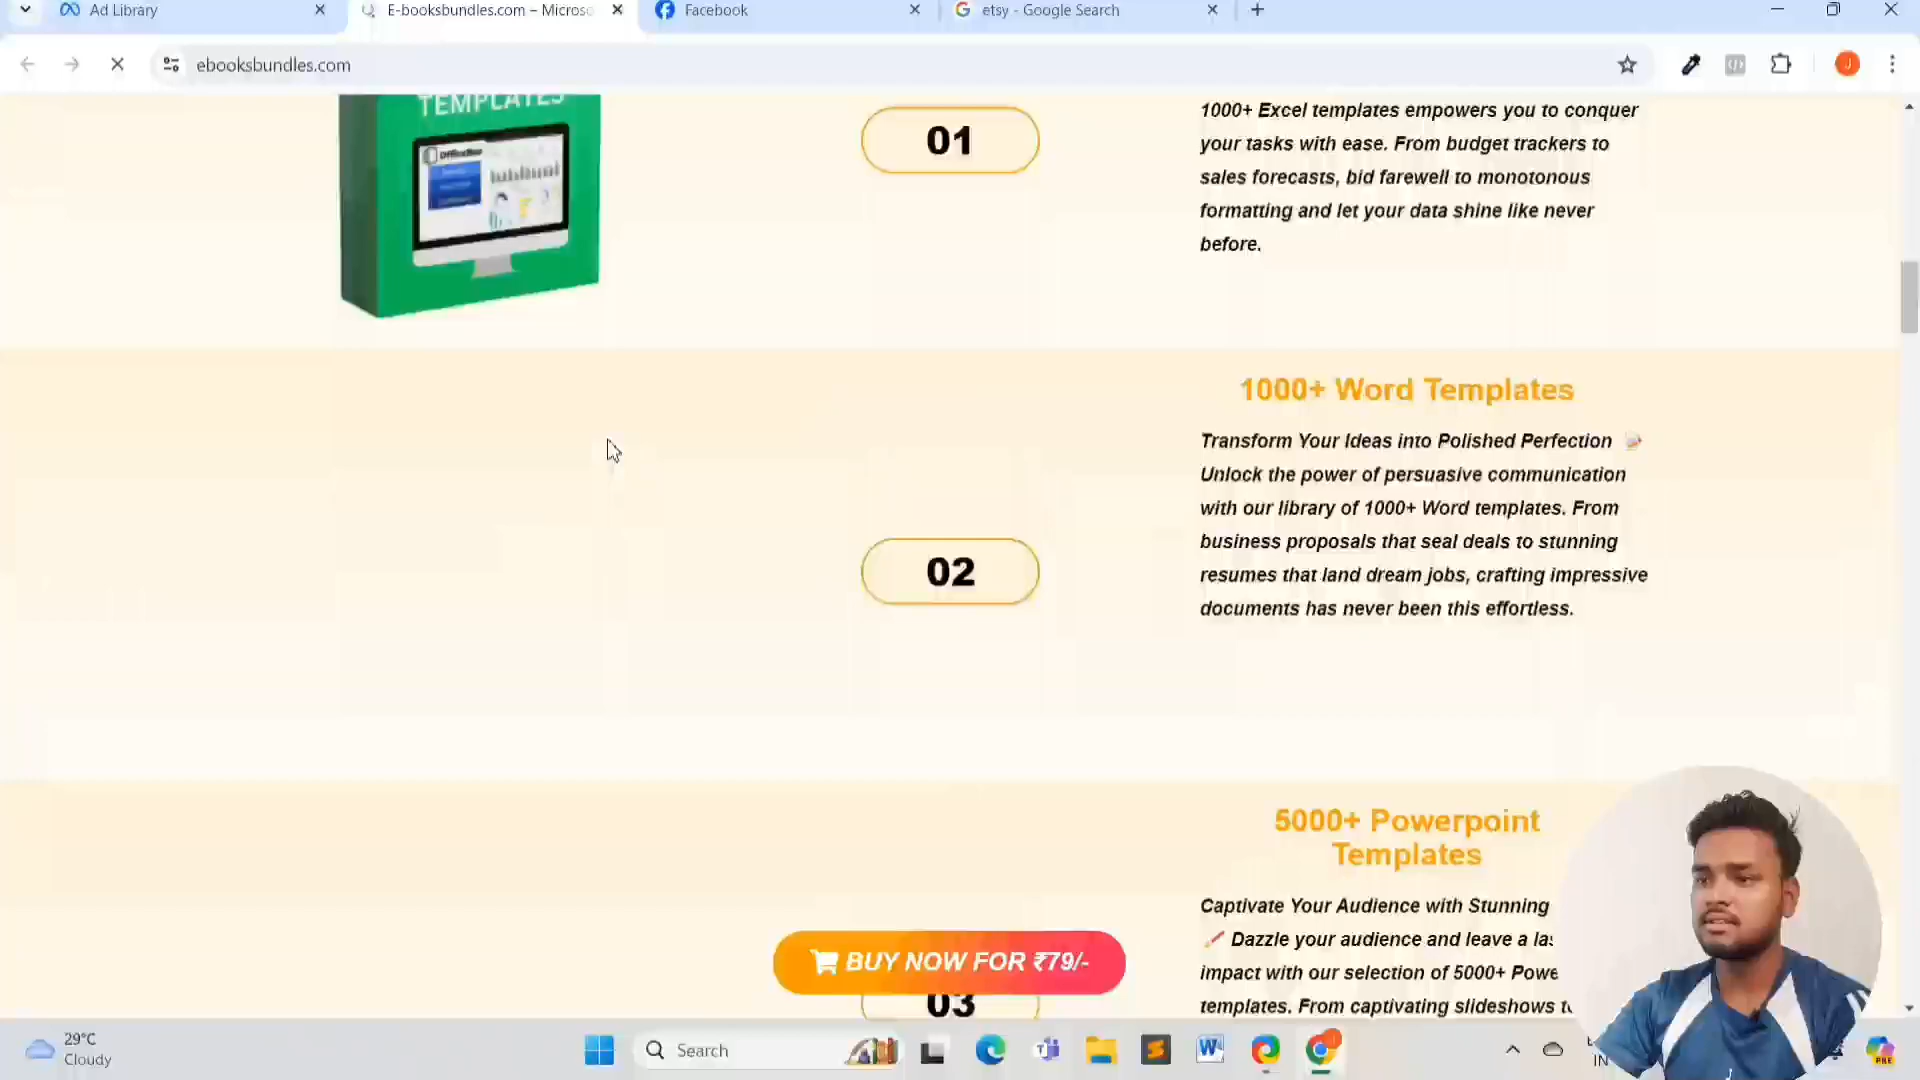 Ad Library
E-booksbundles.com – Micros
Facebook
etsy - Google Search
ebooksbundles.com
J
TEMPLATES
01
1000+ Excel templates empowers you to conquer
your tasks with ease. From budget trackers to
sales forecasts, bid farewell to monotonous
formatting and let your data shine like never
before.
1000+ Word Templates
Transform Your Ideas into Polished Perfection
Unlock the power of persuasive communication
with our library of 1000+ Word templates. From
business proposals that seal deals to stunning
resumes that land dream jobs, crafting impressive
documents has never been this effortless.
02
5000+ Powerpoint
Templates
Captivate Your Audience with Stunning
Dazzle your audience and leave a
impact with our selection of 5000+
templates. From captivating slideshows
BUY NOW FOR ₹79/-
03
29°C
Cloudy
Search
IN
PRE